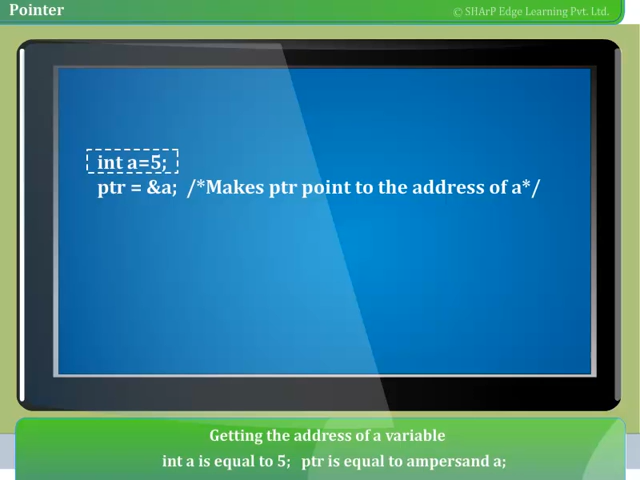 Pointer
© SHArP Edge Learning Pvt. Ltd.
int a=5;
ptr = &a; /*Makes ptr point to the address of a*/
Getting the address of a variable
int a is equal to 5; ptr is equal to ampersand a;